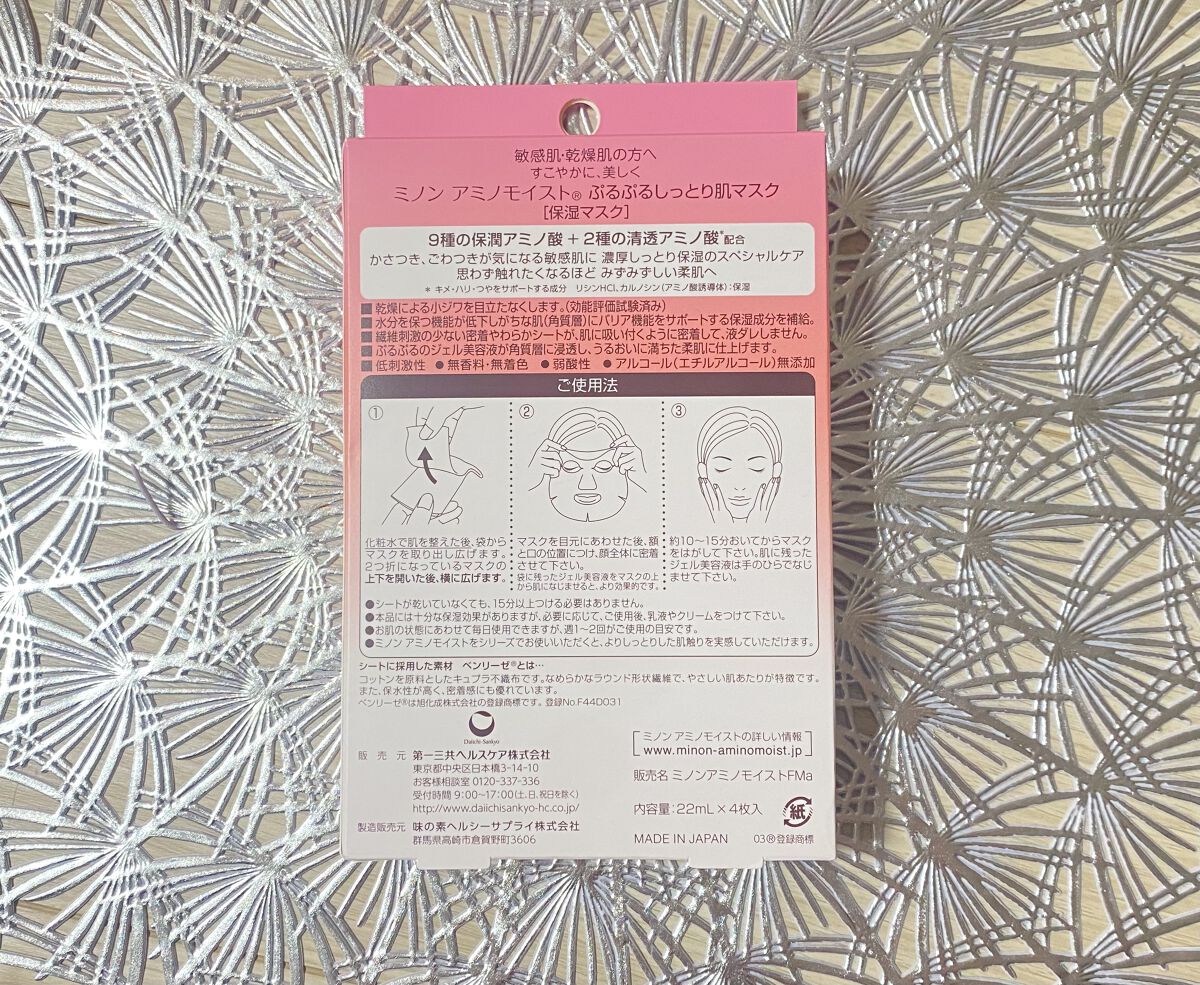 敏感肌・乾燥肌の方へ
すこやかに、美しく
ミノン アミノモイスト® ぷるぷるしっとり肌マスク
[保湿マスク]
9種の保潤アミノ酸 + 2種の清透アミノ酸*配合
かさつき、ごわつきが気になる敏感肌に 濃厚しっとり保湿のスペシャルケア
思わず触れたくなるほど みずみずしい柔肌へ
* キメ・ハリ・つやをサポートする成分 リシンHCl、カルノシン(アミノ酸誘導体):保湿
■ 乾燥による小ジワを目立たなくします。(効能評価試験済み)
■ 水分を保つ機能が低下しがちな肌(角質層)にバリア機能をサポートする保湿成分を補給。
■ 繊維刺激の少ない密着やわらかシートが、肌に吸い付くように密着して、液ダレしません。
■ ぷるぷるのジェル美容液が角質層に浸透し、うるおいに満ちた柔肌に仕上げます。
■ 低刺激性 ● 無香料・無着色 ● 弱酸性 ● アルコール(エチルアルコール)無添加
ご使用法
①
化粧水で肌を整えた後、袋から
マスクを取り出し広げます。
2つ折になっているマスクの
上下を開いた後、横に広げます。
②
マスクを目元にあわせた後、額
と口の位置につけ、顔全体に密着
させて下さい。
袋に残ったジェル美容液をマスクの上
から肌になじませると、より効果的です。
③
約10〜15分おいてからマスク
をはがして下さい。肌に残った
ジェル美容液は手のひらでなじ
ませて下さい。
●シートが乾いていなくても、15分以上つける必要はありません。
●本品には十分な保湿効果がありますが、必要に応じて、ご使用後、乳液やクリームをつけて下さい。
●お肌の状態にあわせて毎日使用できますが、週1〜2回がご使用の目安です。
●ミノン アミノモイストをシリーズでお使いいただくと、よりしっとりした肌触りを実感していただけます。
シートに採用した素材 ベンリーゼ®とは…
コットンを原料としたキュプラ不織布です。なめらかなラウンド形状繊維で、やさしい肌あたりが特徴です。
また、保水性が高く、密着感にも優れています。
ベンリーゼ®は旭化成株式会社の登録商標です。登録No.F44D031
Daiichi-Sankyo
販売元 第一三共ヘルスケア株式会社
東京都中央区日本橋3-14-10
お客様相談室 0120-337-336
受付時間 9:00〜17:00(土、日、祝日を除く)
http://www.daiichisankyo-hc.co.jp/
製造販売元 味の素ヘルシーサプライ株式会社
群馬県高崎市倉賀野町3606
ミノン アミノモイストの詳しい情報
www.minon-aminomoist.jp
販売名 ミノンアミノモイストFMa
内容量:22mL×4枚入
紙
MADE IN JAPAN
03®登録商標